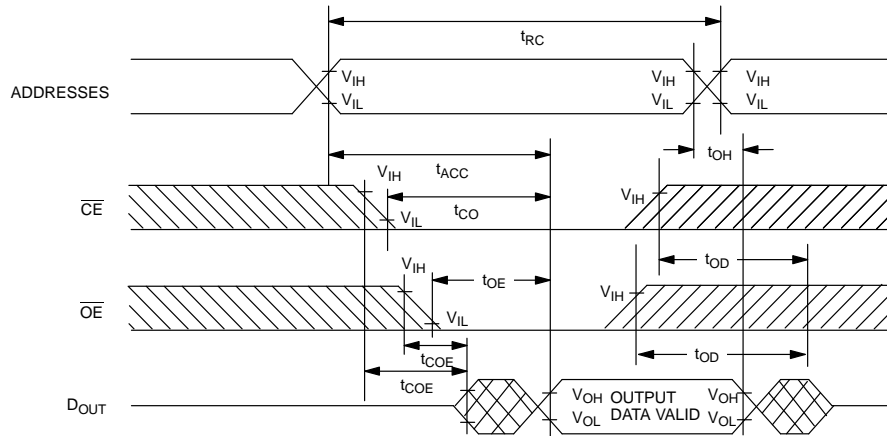 tRC
ADDRESSES
VIH
VIL
VIH
VIL
VIH
VIL
tACC
tOH
CE
VIH
VIL
tCO
VIH
tOD
OE
VIH
VIL
tOE
VIH
tOD
tCOE
tCOE
DOUT
VOH
VOL
OUTPUT
DATA VALID
VOH
VOL